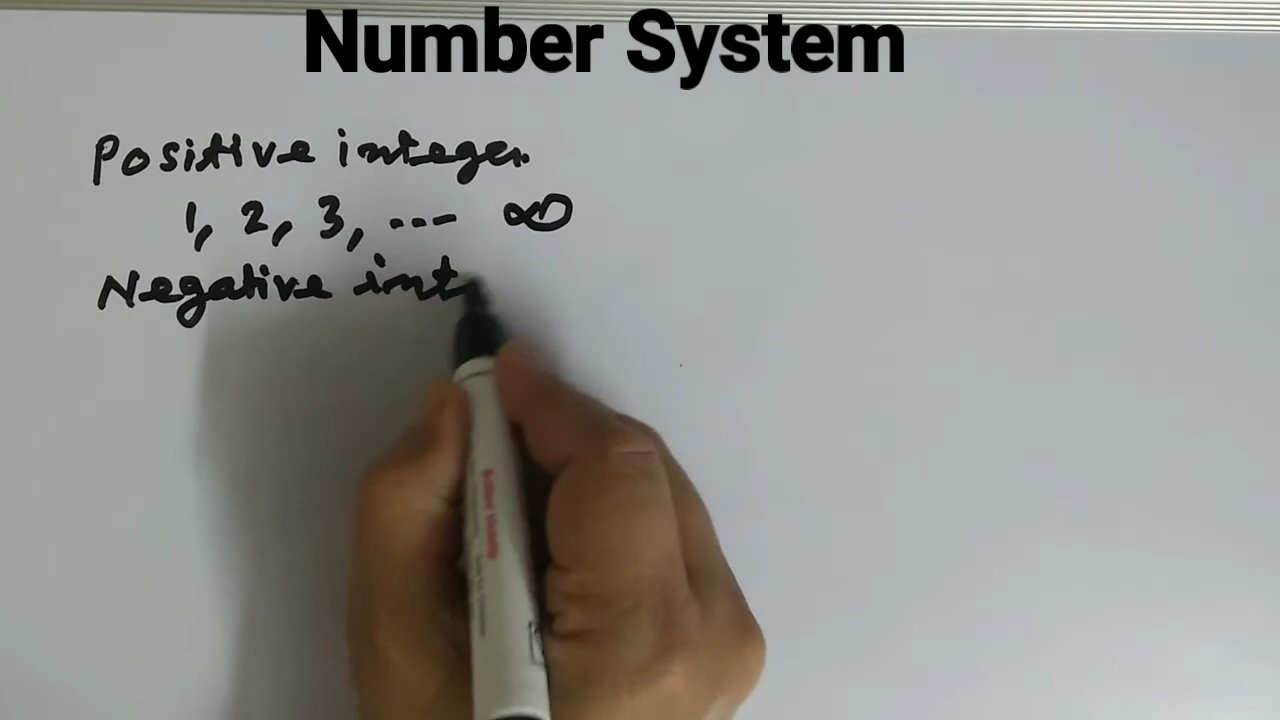 Number System
Positive integer
1, 2, 3, ... ∞
Negative int